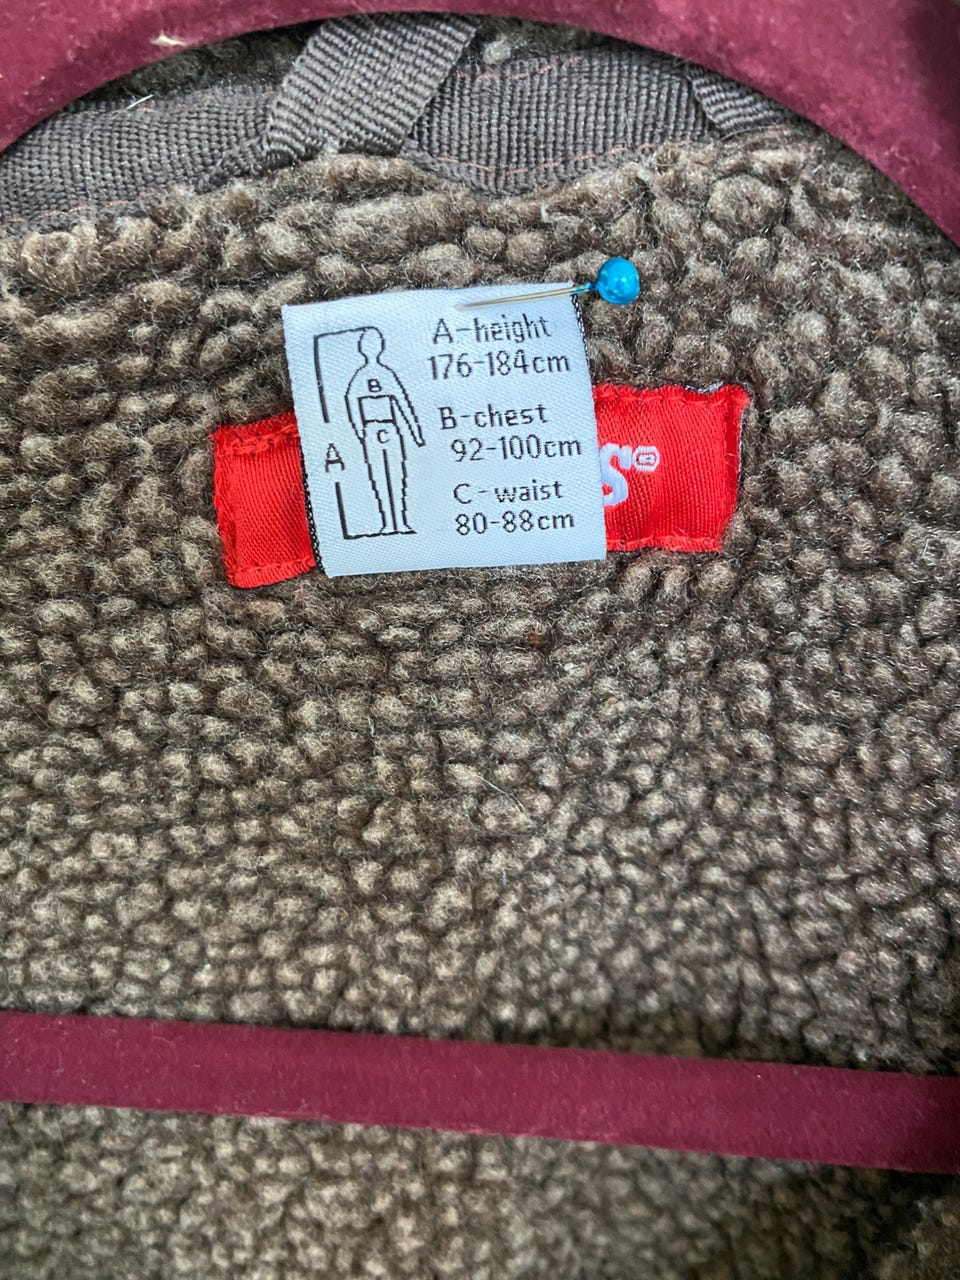 A-height
176-184cm
B
B-chest
92-100cm
C
A
C-waist
80-88cm
S®